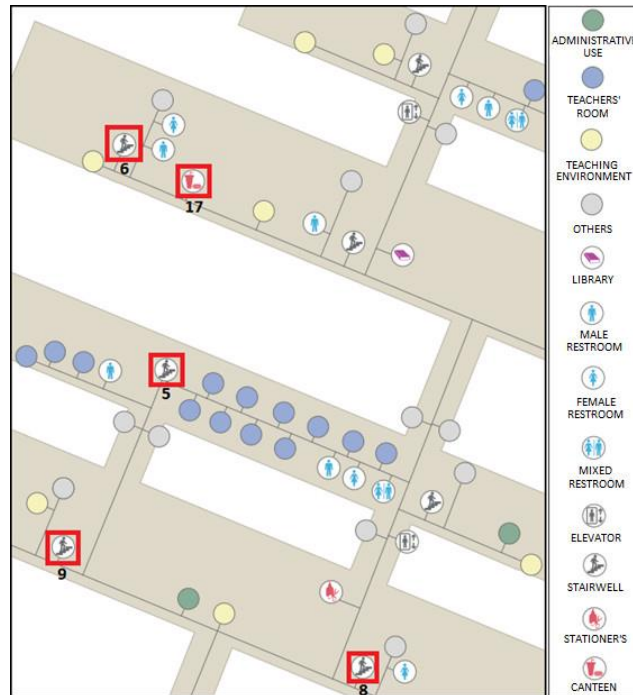 6
17
5
9
8
ADMINISTRATIVE
USE
TEACHERS'
ROOM
TEACHING
ENVIRONMENT
OTHERS
LIBRARY
MALE
RESTROOM
FEMALE
RESTROOM
MIXED
RESTROOM
ELEVATOR
STAIRWELL
STATIONER'S
CANTEEN